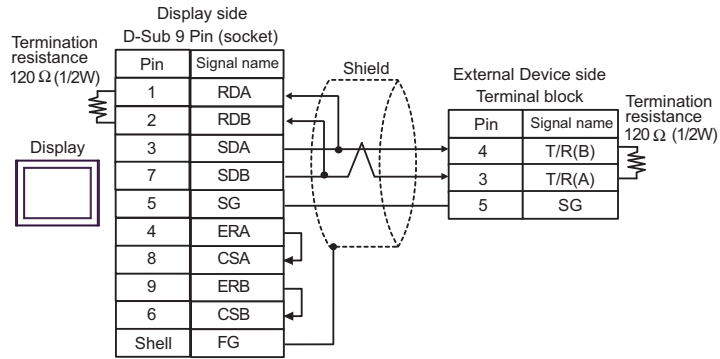 Display side
D-Sub 9 Pin (socket)
Termination
resistance
120 Ω (1/2W)
Pin Signal name
1 RDA
2 RDB
3 SDA
7 SDB
5 SG
4 ERA
8 CSA
9 ERB
6 CSB
Shell FG
Display
Shield
External Device side
Terminal block
Pin Signal name
4 T/R(B)
3 T/R(A)
5 SG
Termination
resistance
120 Ω (1/2W)